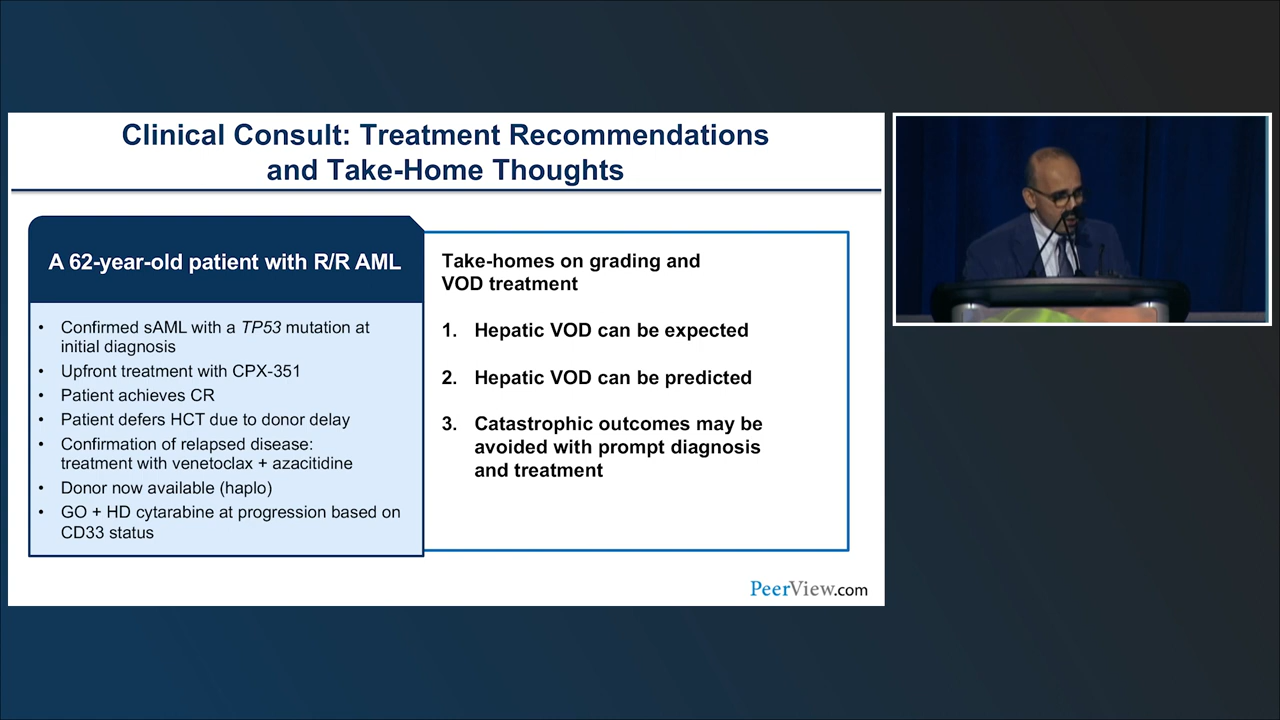 Clinical Consult: Treatment Recommendations
and Take-Home Thoughts
A 62-year-old patient with R/R AML
• Confirmed sAML with a TP53 mutation at
initial diagnosis
• Upfront treatment with CPX-351
• Patient achieves CR
• Patient defers HCT due to donor delay
• Confirmation of relapsed disease:
treatment with venetoclax + azacitidine
• Donor now available (haplo)
• GO + HD cytarabine at progression based on
CD33 status
Take-homes on grading and
VOD treatment
1. Hepatic VOD can be expected
2. Hepatic VOD can be predicted
3. Catastrophic outcomes may be
avoided with prompt diagnosis
and treatment
PeerView.com